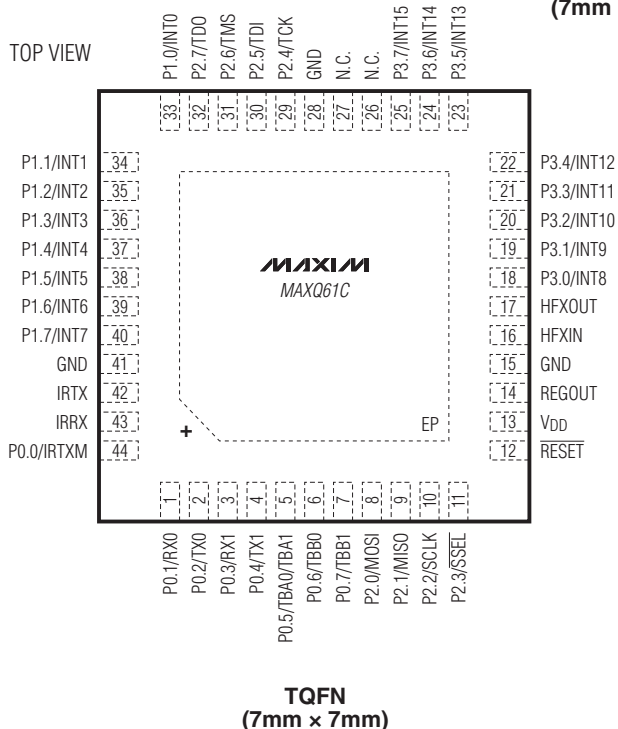 (7mm
TOP VIEW
P1.0/INT0
P2.7/TDO
P2.6/TMS
P2.5/TDI
P2.4/TCK
GND
N.C.
N.C.
P3.7/INT15
P3.6/INT14
P3.5/INT13
33
32
31
30
29
28
27
26
25
24
23
P1.1/INT1 34
P1.2/INT2 35
P1.3/INT3 36
P1.4/INT4 37
P1.5/INT5 38
P1.6/INT6 39
P1.7/INT7 40
GND 41
IRTX 42
IRRX 43
P0.0/IRTXM 44
22 P3.4/INT12
21 P3.3/INT11
20 P3.2/INT10
19 P3.1/INT9
18 P3.0/INT8
17 HFXOUT
16 HFXIN
15 GND
14 REGOUT
13 VDD
12 RESET
MAXIM
MAXQ61C
+
EP
1
2
3
4
5
6
7
8
9
10
11
P0.1/RX0
P0.2/TX0
P0.3/RX1
P0.4/TX1
P0.5/TBA0/TBA1
P0.6/TBB0
P0.7/TBB1
P2.0/MOSI
P2.1/MISO
P2.2/SCLK
P2.3/SSEL
TQFN
(7mm × 7mm)